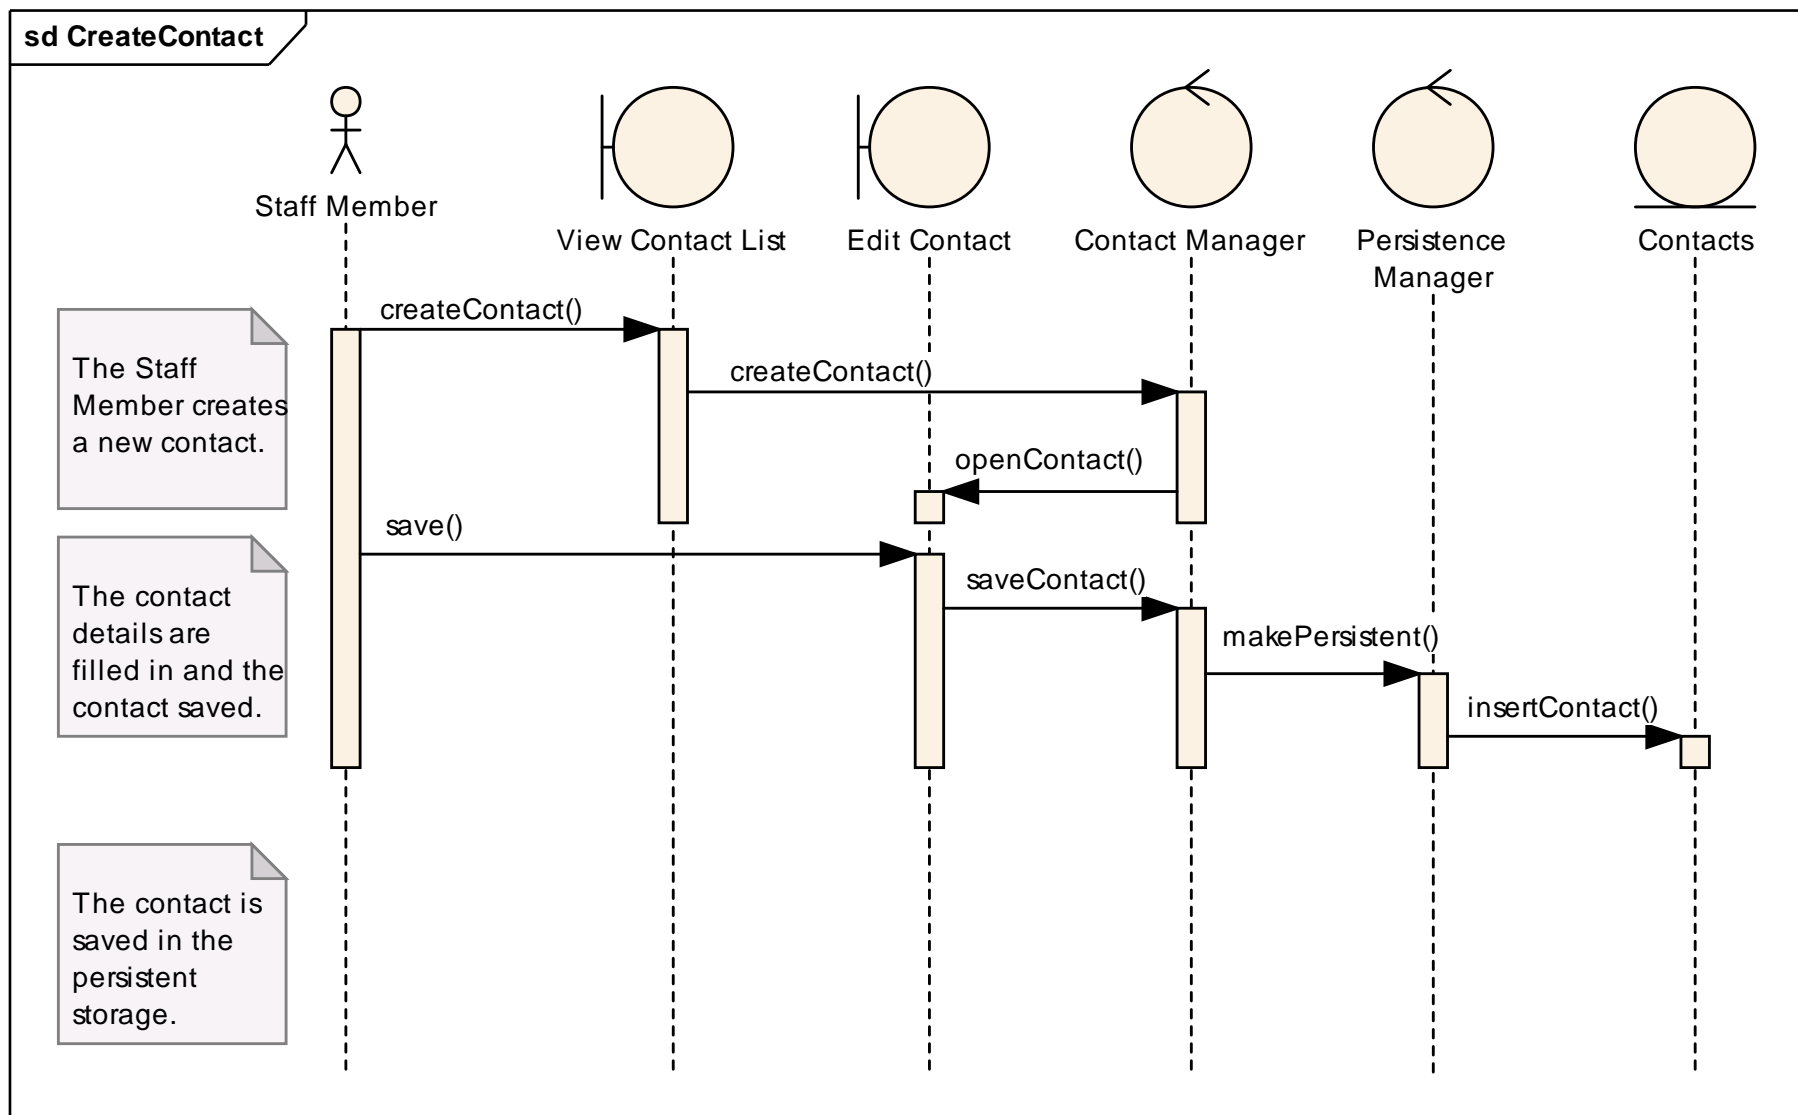 sd CreateContact
Staff Member
View Contact List
Edit Contact
Contact Manager
Persistence
Manager
Contacts
createContact()
The Staff
Member creates
a new contact.
createContact()
openContact()
save()
The contact
details are
filled in and the
contact saved.
saveContact()
makePersistent()
insertContact()
The contact is
saved in the
persistent
storage.